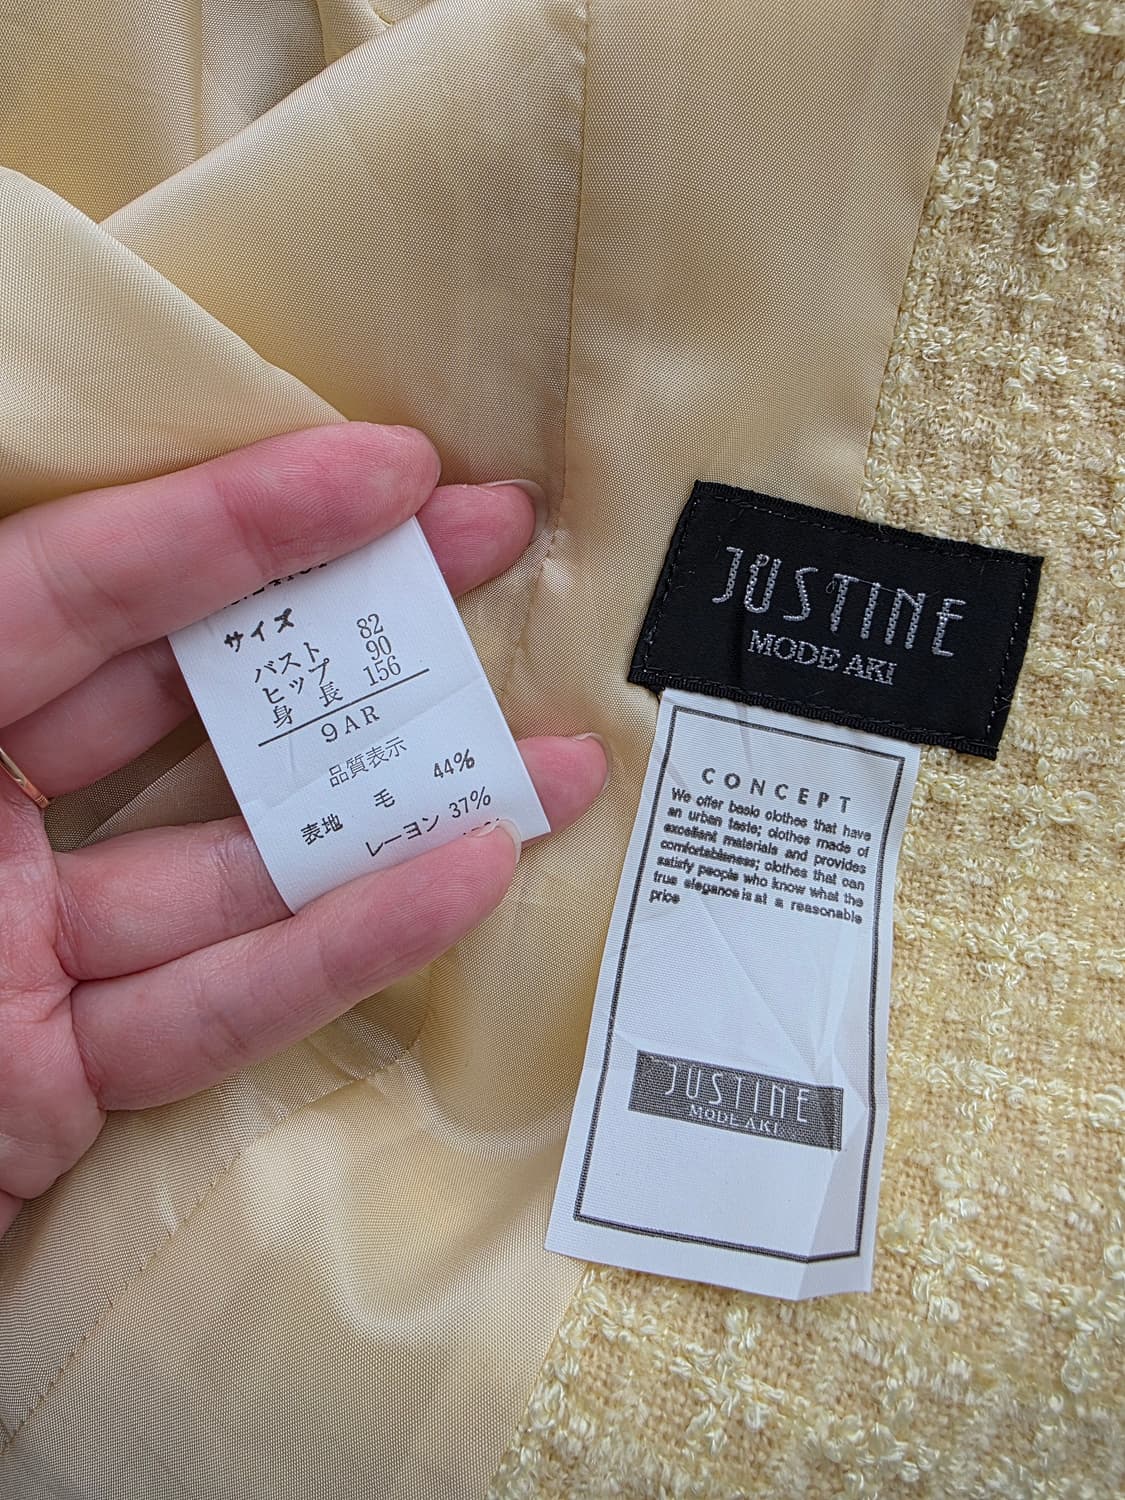 サイズ
バスト 82
ヒップ 90
身長 156
9AR
品質表示
表地 毛 44%
レーヨン 37%
JUSTINE
MODE AKI
CONCEPT
We offer basic clothes that have
an urban taste; clothes made of
excellent materials and provides
comfortableness; clothes that can
satisfy people who know what the
true elegance is at a reasonable
price
JUSTINE
MODE AKI